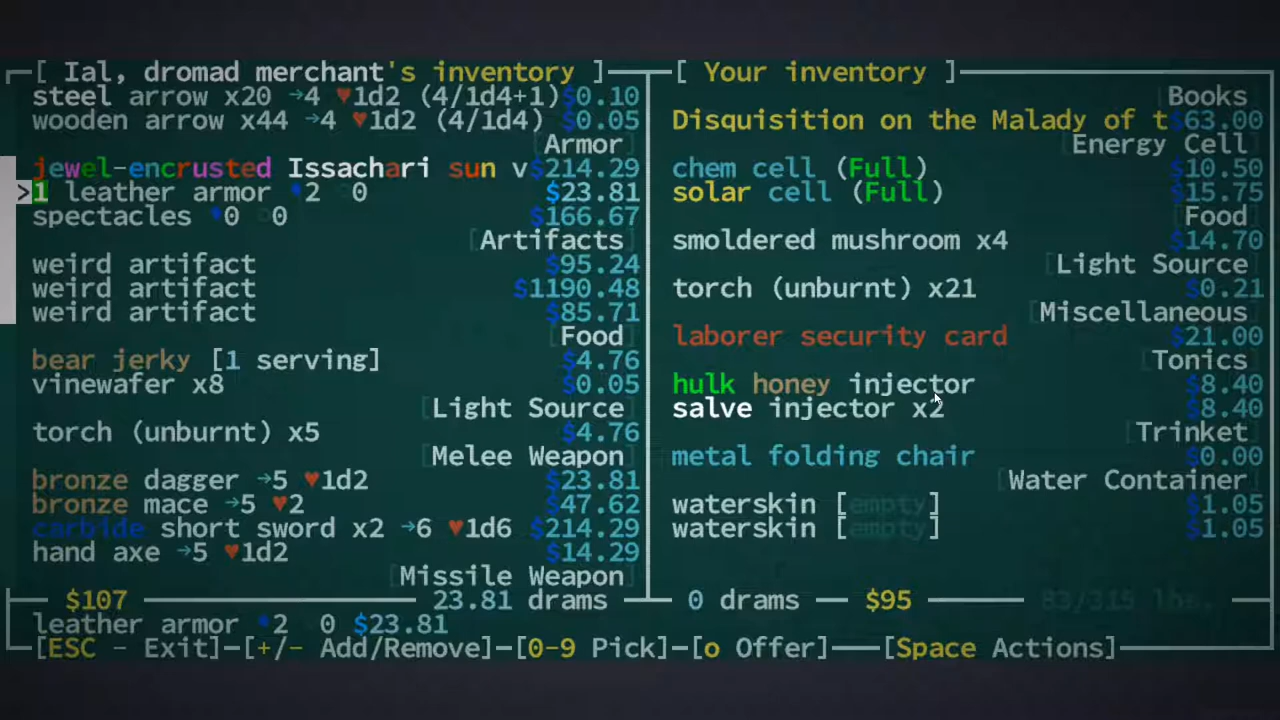 [ Ial, dromad merchant's inventory ]
steel arrow x20 →4 ♥1d2 (4/1d4+1) $0.10
wooden arrow x44 →4 ♥1d2 (4/1d4) $0.05
[Armor]
jewel-encrusted Issachari sun v $214.29
>1 leather armor ♦2 ○0 $23.81
spectacles ♦0 ○0 $166.67
[Artifacts]
weird artifact $95.24
weird artifact $1190.48
weird artifact $85.71
[Food]
bear jerky [1 serving] $4.76
vinewafer x8 $0.05
[Light Source]
torch (unburnt) x5 $4.76
[Melee Weapon]
bronze dagger →5 ♥1d2 $23.81
bronze mace →5 ♥2 $47.62
carbide short sword x2 →6 ♥1d6 $214.29
hand axe →5 ♥1d2 $14.29
[Missile Weapon]
$107 23.81 drams
[ Your inventory ]
[Books]
Disquisition on the Malady of t $63.00
[Energy Cell]
chem cell (Full) $10.50
solar cell (Full) $15.75
[Food]
smoldered mushroom x4 $14.70
[Light Source]
torch (unburnt) x21 $0.21
[Miscellaneous]
laborer security card $21.00
[Tonics]
hulk honey injector $8.40
salve injector x2 $8.40
[Trinket]
metal folding chair $0.00
[Water Container]
waterskin [empty] $1.05
waterskin [empty] $1.05
0 drams $95 83/315 lbs.
leather armor ♦2 ○0 $23.81
[ESC - Exit]-[+/- Add/Remove]-[0-9 Pick]-[o Offer]-[Space Actions]